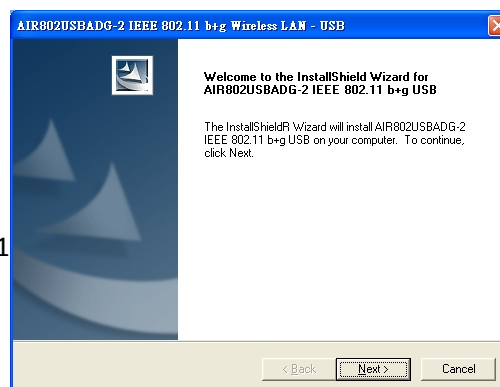 AIR802USBADG-2 IEEE 802.11 b+g Wireless LAN - USB
Welcome to the InstallShield Wizard for
AIR802USBADG-2 IEEE 802.11 b+g USB
The InstallShieldR Wizard will install AIR802USBADG-2
IEEE 802.11 b+g USB on your computer. To continue,
click Next.
1
< Back Next > Cancel